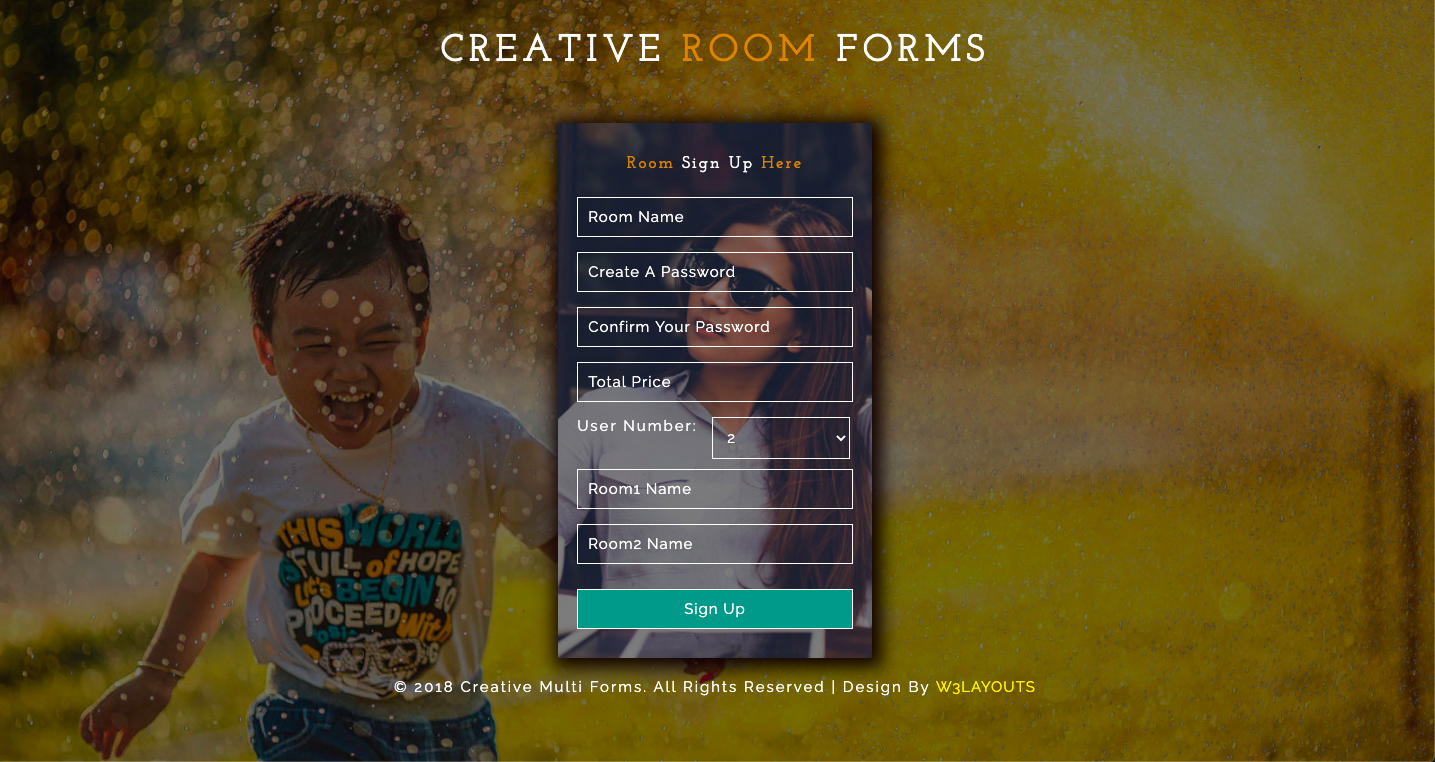 CREATIVE ROOM FORMS
Room Sign Up Here
Room Name
Create A Password
Confirm Your Password
Total Price
User Number: 2
Room1 Name
Room2 Name
THIS WORLD
FULL of HOPE
Let's BEGIN TO
PROCEED With
Sign Up
© 2018 Creative Multi Forms. All Rights Reserved | Design By W3LAYOUTS